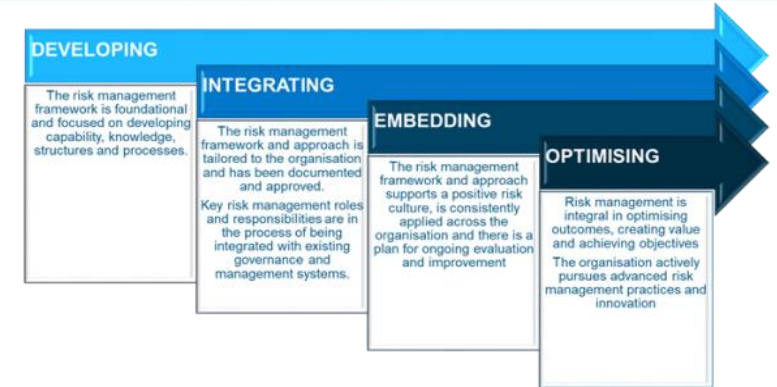 DEVELOPING
The risk management
framework is foundational
and focused on developing
capability, knowledge,
structures and processes.
INTEGRATING
The risk management
framework and approach is
tailored to the organisation
and has been documented
and approved.
Key risk management roles
and responsibilities are in
the process of being
integrated with existing
governance and
management systems.
EMBEDDING
The risk management
framework and approach
supports a positive risk
culture, is consistently
applied across the
organisation and there is a
plan for ongoing evaluation
and improvement
OPTIMISING
Risk management is
integral in optimising
outcomes, creating value
and achieving objectives
The organisation actively
pursues advanced risk
management practices and
innovation